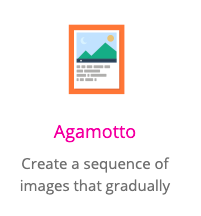 Agamotto
Create a sequence of
images that gradually